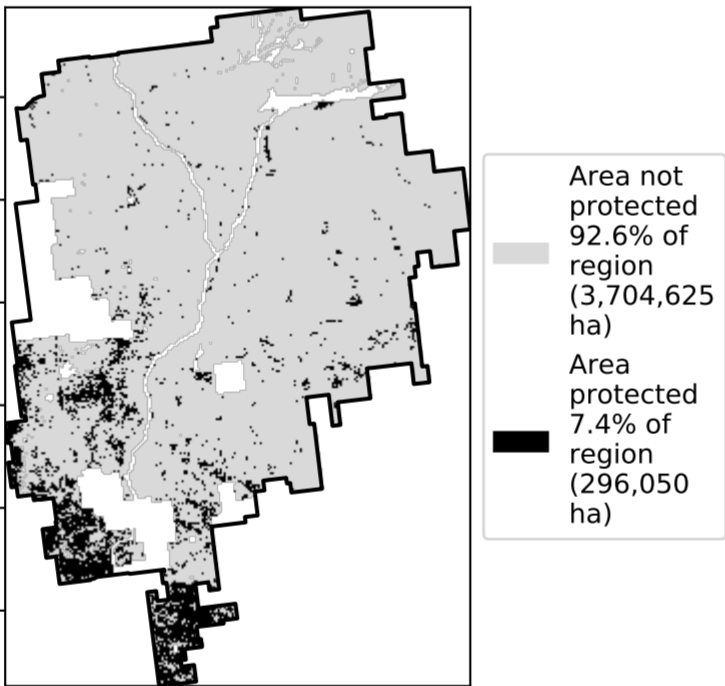 Area not
protected
92.6% of
region
(3,704,625
ha)
Area
protected
7.4% of
region
(296,050
ha)